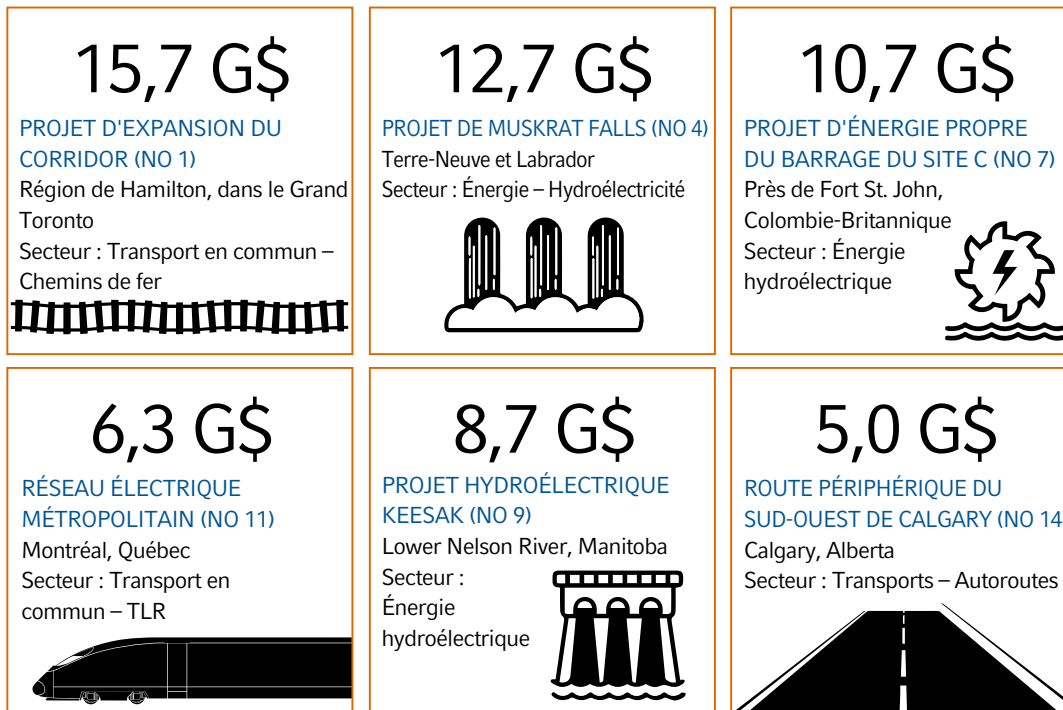 15,7 G$
PROJET D'EXPANSION DU
CORRIDOR (NO 1)
Région de Hamilton, dans le Grand
Toronto
Secteur : Transport en commun –
Chemins de fer
12,7 G$
PROJET DE MUSKRAT FALLS (NO 4)
Terre-Neuve et Labrador
Secteur : Énergie – Hydroélectricité
10,7 G$
PROJET D'ÉNERGIE PROPRE
DU BARRAGE DU SITE C (NO 7)
Près de Fort St. John,
Colombie-Britannique
Secteur : Énergie
hydroélectrique
6,3 G$
RÉSEAU ÉLECTRIQUE
MÉTROPOLITAIN (NO 11)
Montréal, Québec
Secteur : Transport en
commun – TLR
8,7 G$
PROJET HYDROÉLECTRIQUE
KEESAK (NO 9)
Lower Nelson River, Manitoba
Secteur :
Énergie
hydroélectrique
5,0 G$
ROUTE PÉRIPHÉRIQUE DU
SUD-OUEST DE CALGARY (NO 14
Calgary, Alberta
Secteur : Transports – Autoroutes